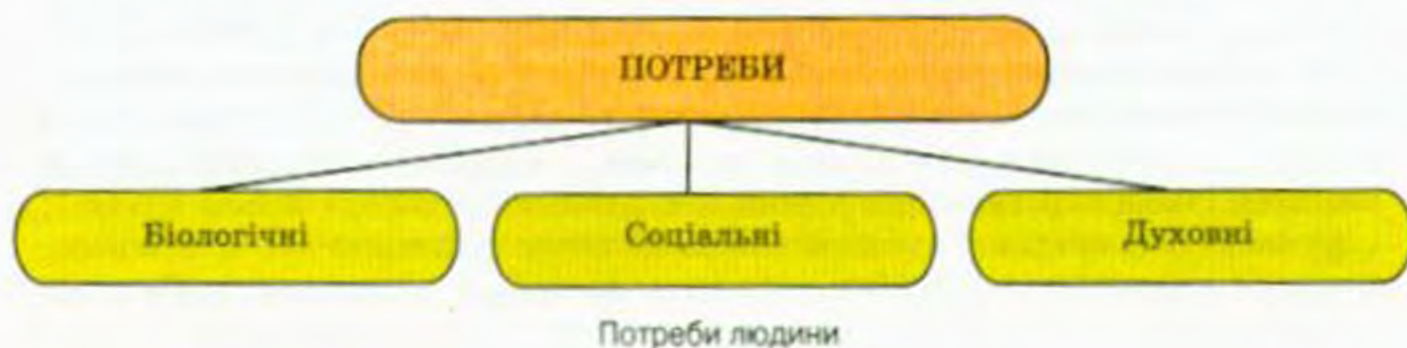 ПОТРЕБИ
Біологічні
Соціальні
Духовні
Потреби людини